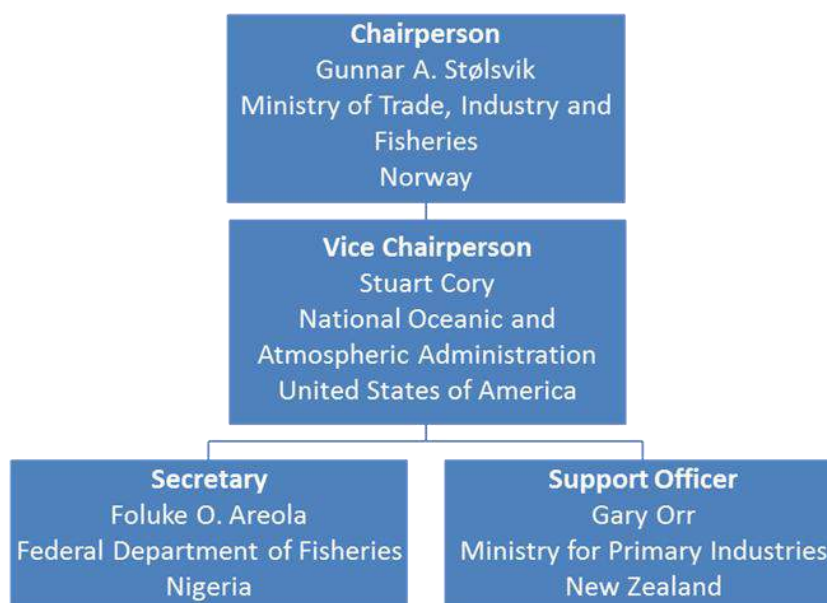 Chairperson
Gunnar A. Stølsvik
Ministry of Trade, Industry and
Fisheries
Norway
Vice Chairperson
Stuart Cory
National Oceanic and
Atmospheric Administration
United States of America
Secretary
Foluke O. Areola
Federal Department of Fisheries
Nigeria
Support Officer
Gary Orr
Ministry for Primary Industries
New Zealand